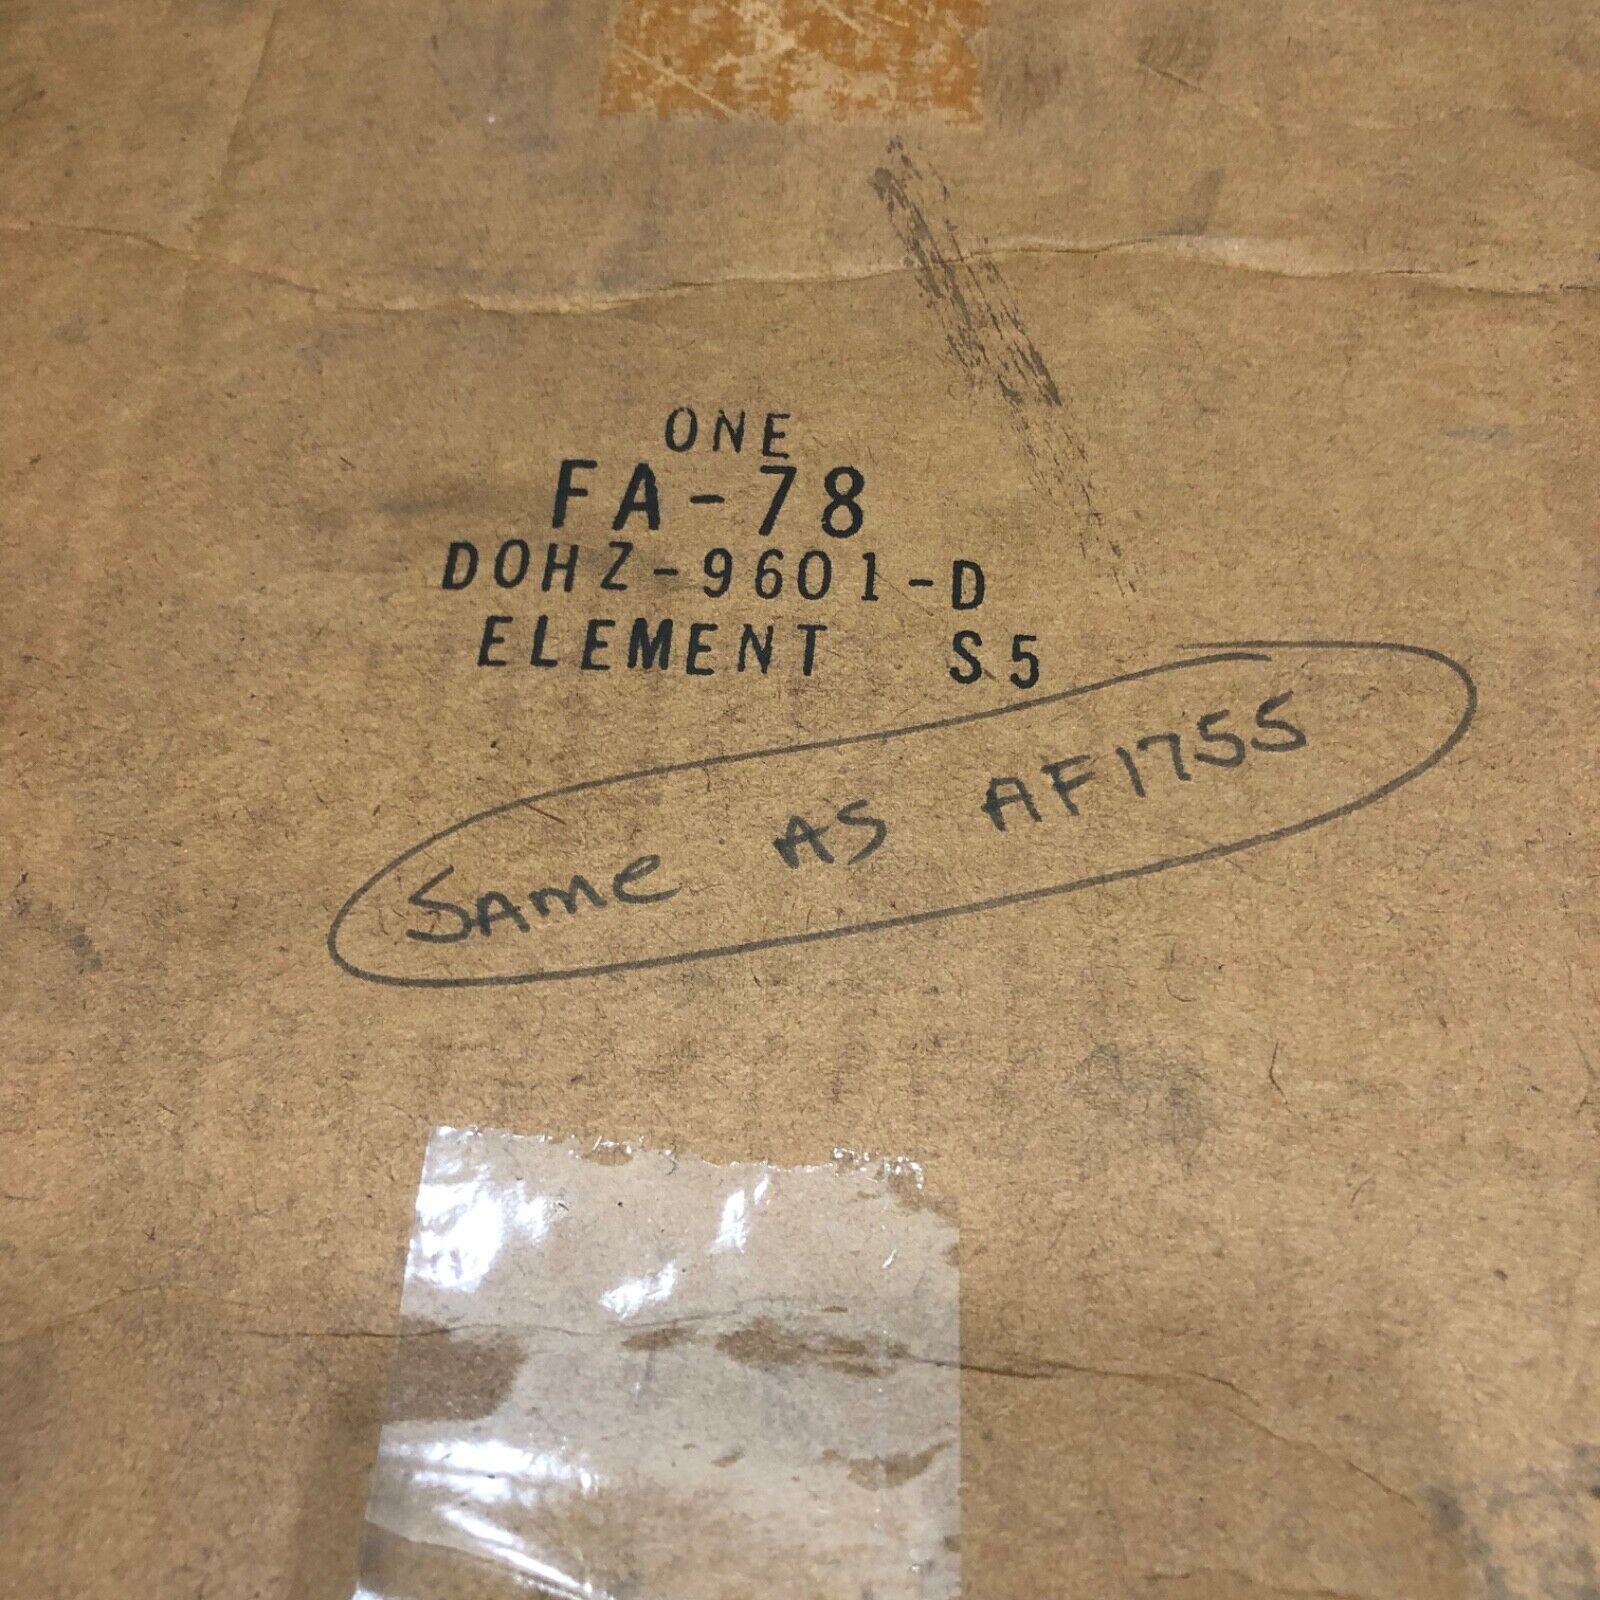 ONE
FA-78
DOHZ-9601-D
ELEMENT S5
SAME AS AF1755